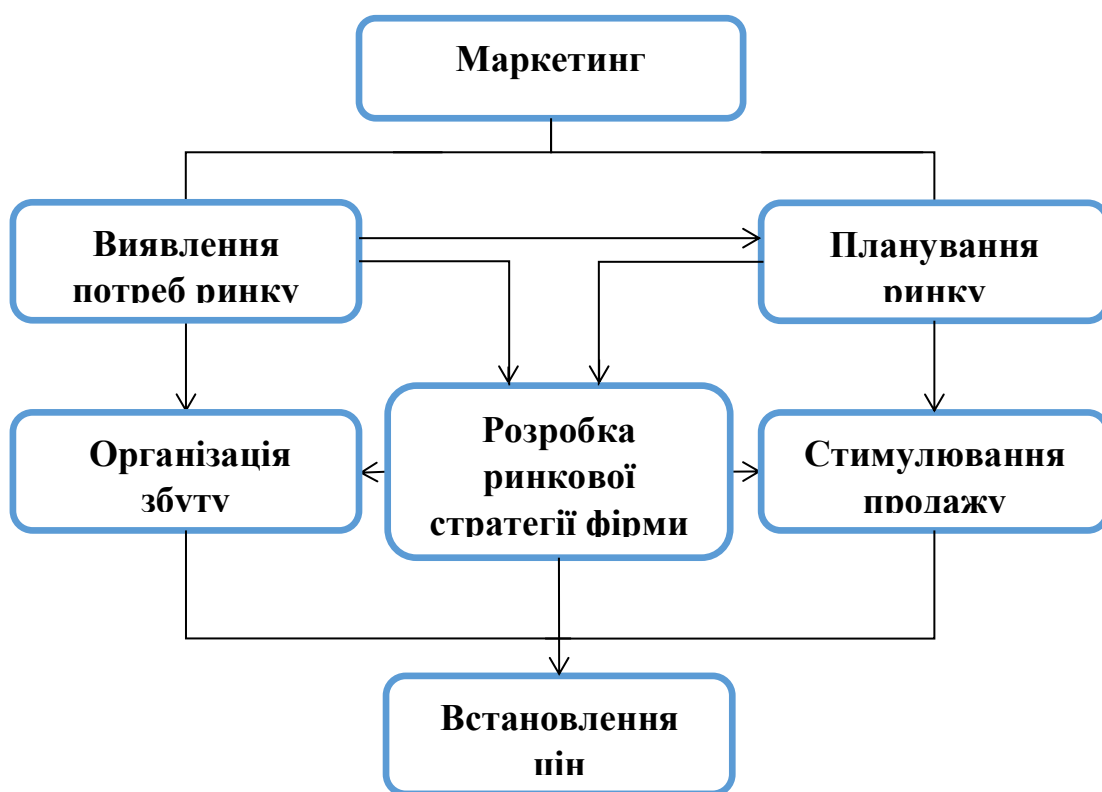 Маркетинг
Виявлення
потреб ринку
Планування
ринку
Організація
збуту
Розробка
ринкової
стратегії фірми
Стимулювання
продажу
Встановлення
цін